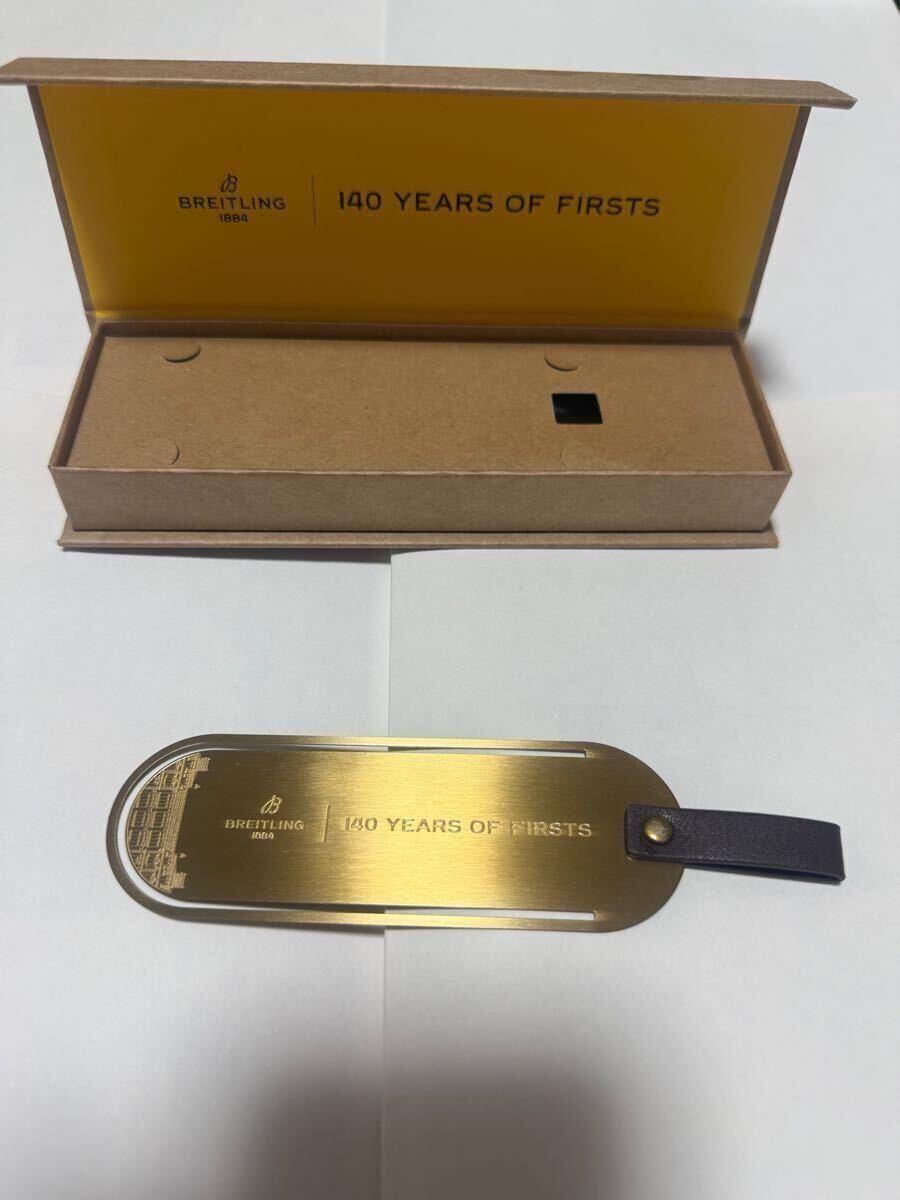 B
BREITLING
1884
140 YEARS OF FIRSTS
B
BREITLING
1884
140 YEARS OF FIRSTS